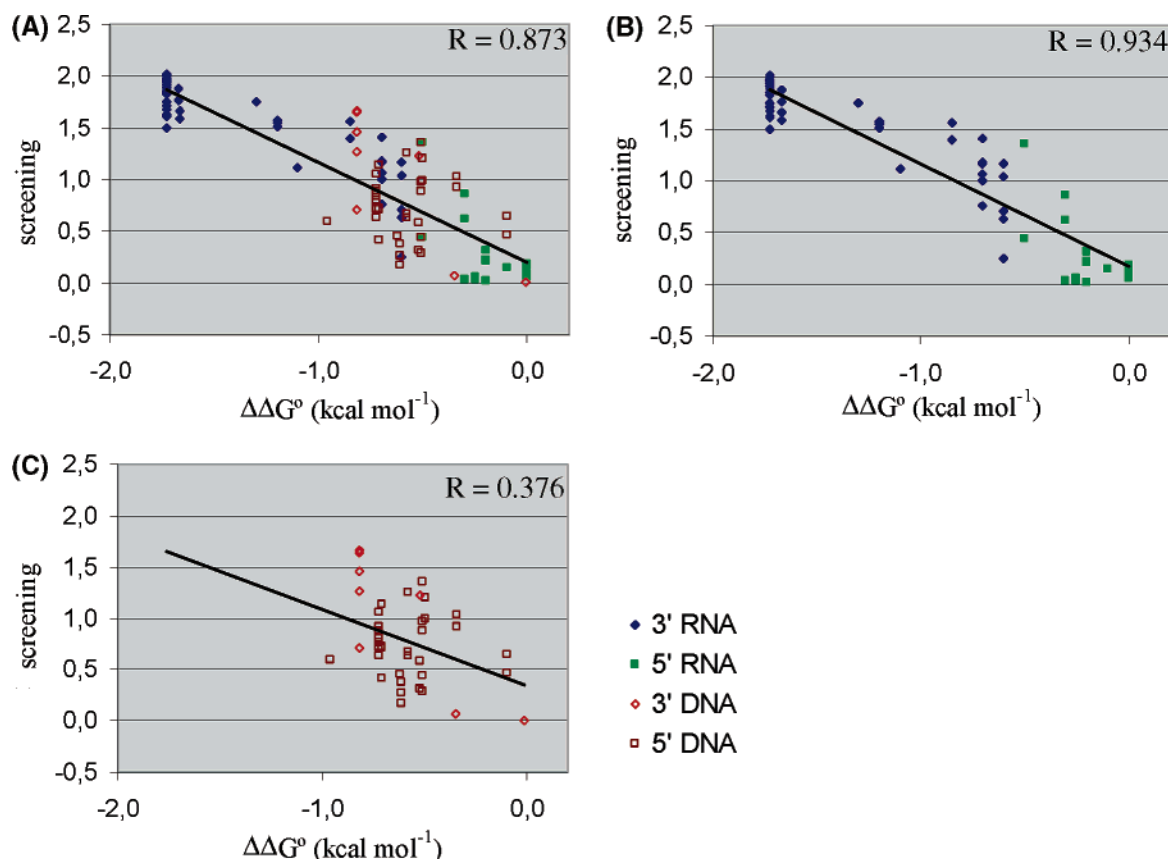 (A)
R = 0.873
2,5
2,0
1,5
1,0
0,5
0,0
-0,5
screening
-2,0 -1,0 0,0
ΔΔGº (kcal mol⁻¹)
(B)
R = 0.934
2,5
2,0
1,5
1,0
0,5
0,0
-0,5
screening
-2,0 -1,0 0,0
ΔΔGº (kcal mol⁻¹)
(C)
R = 0.376
2,5
2,0
1,5
1,0
0,5
0,0
-0,5
screening
-2,0 -1,0 0,0
ΔΔGº (kcal mol⁻¹)
3' RNA
5' RNA
3' DNA
5' DNA